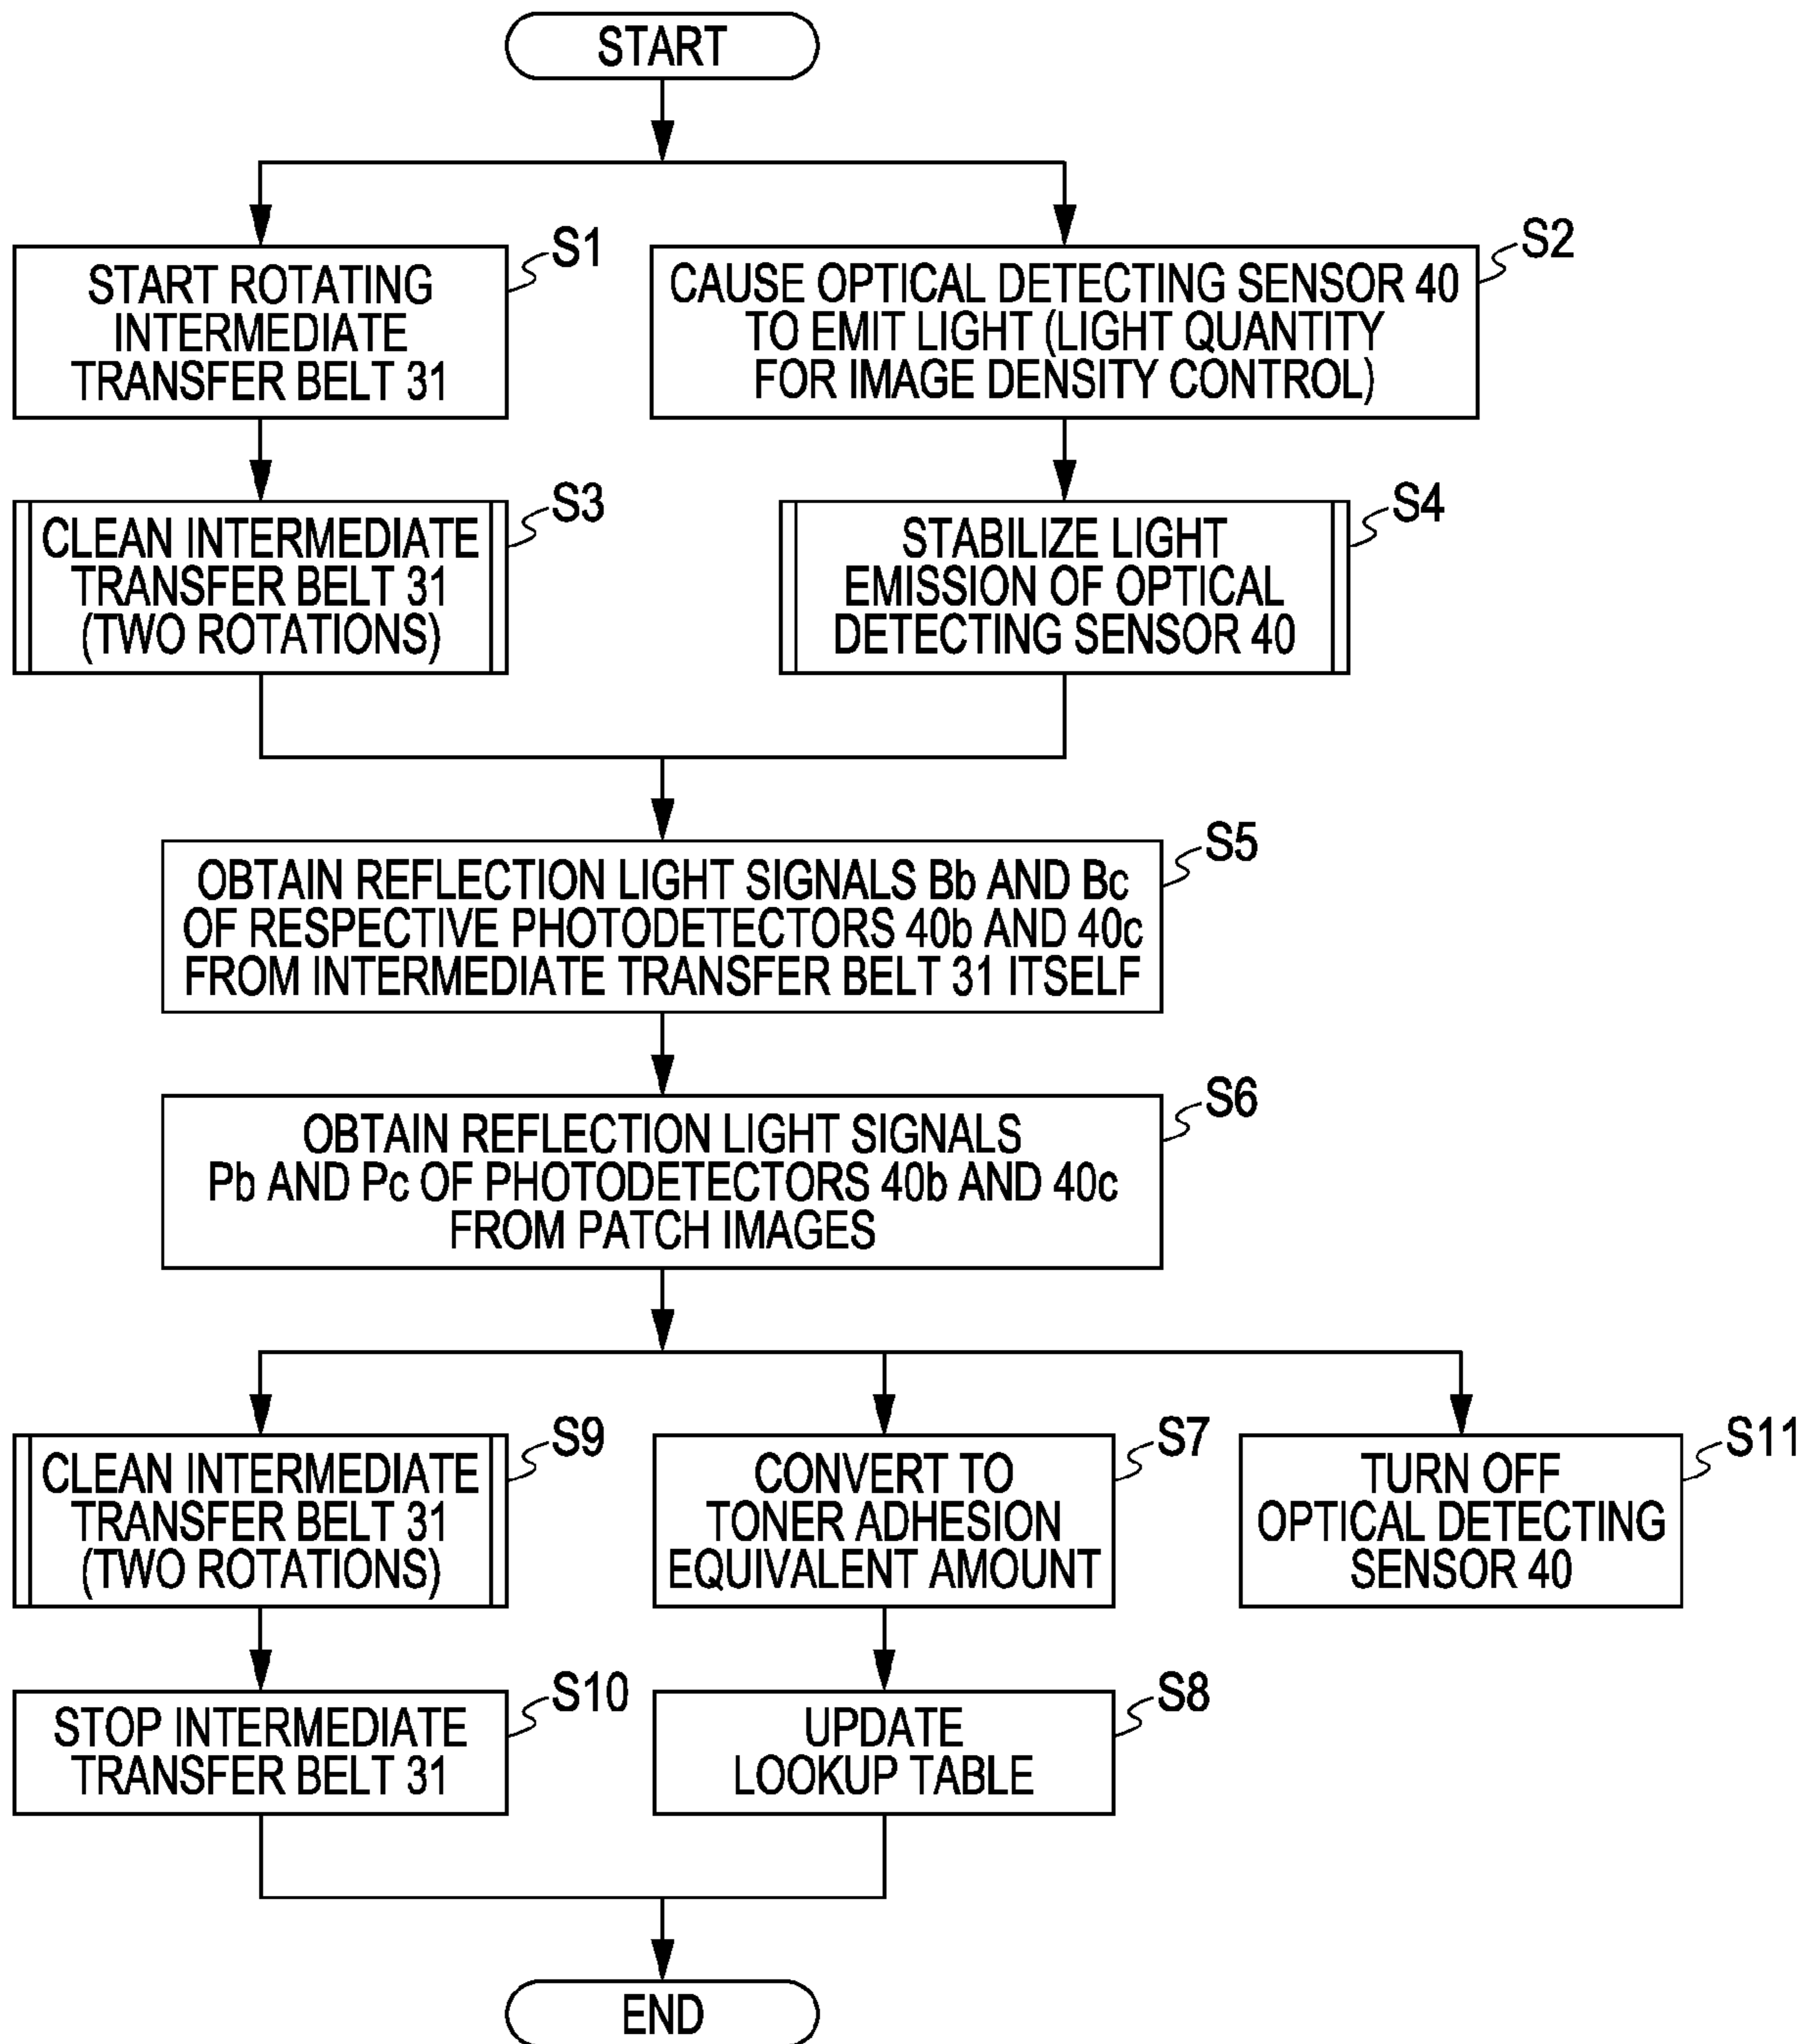 START
S1
START ROTATING
INTERMEDIATE
TRANSFER BELT 31
S2
CAUSE OPTICAL DETECTING SENSOR 40
TO EMIT LIGHT (LIGHT QUANTITY
FOR IMAGE DENSITY CONTROL)
S3
CLEAN INTERMEDIATE
TRANSFER BELT 31
(TWO ROTATIONS)
S4
STABILIZE LIGHT
EMISSION OF OPTICAL
DETECTING SENSOR 40
S5
OBTAIN REFLECTION LIGHT SIGNALS Bb AND Bc
OF RESPECTIVE PHOTODETECTORS 40b AND 40c
FROM INTERMEDIATE TRANSFER BELT 31 ITSELF
S6
OBTAIN REFLECTION LIGHT SIGNALS
Pb AND Pc OF PHOTODETECTORS 40b AND 40c
FROM PATCH IMAGES
S9
CLEAN INTERMEDIATE
TRANSFER BELT 31
(TWO ROTATIONS)
S7
CONVERT TO
TONER ADHESION
EQUIVALENT AMOUNT
S11
TURN OFF
OPTICAL DETECTING
SENSOR 40
S10
STOP INTERMEDIATE
TRANSFER BELT 31
S8
UPDATE
LOOKUP TABLE
END